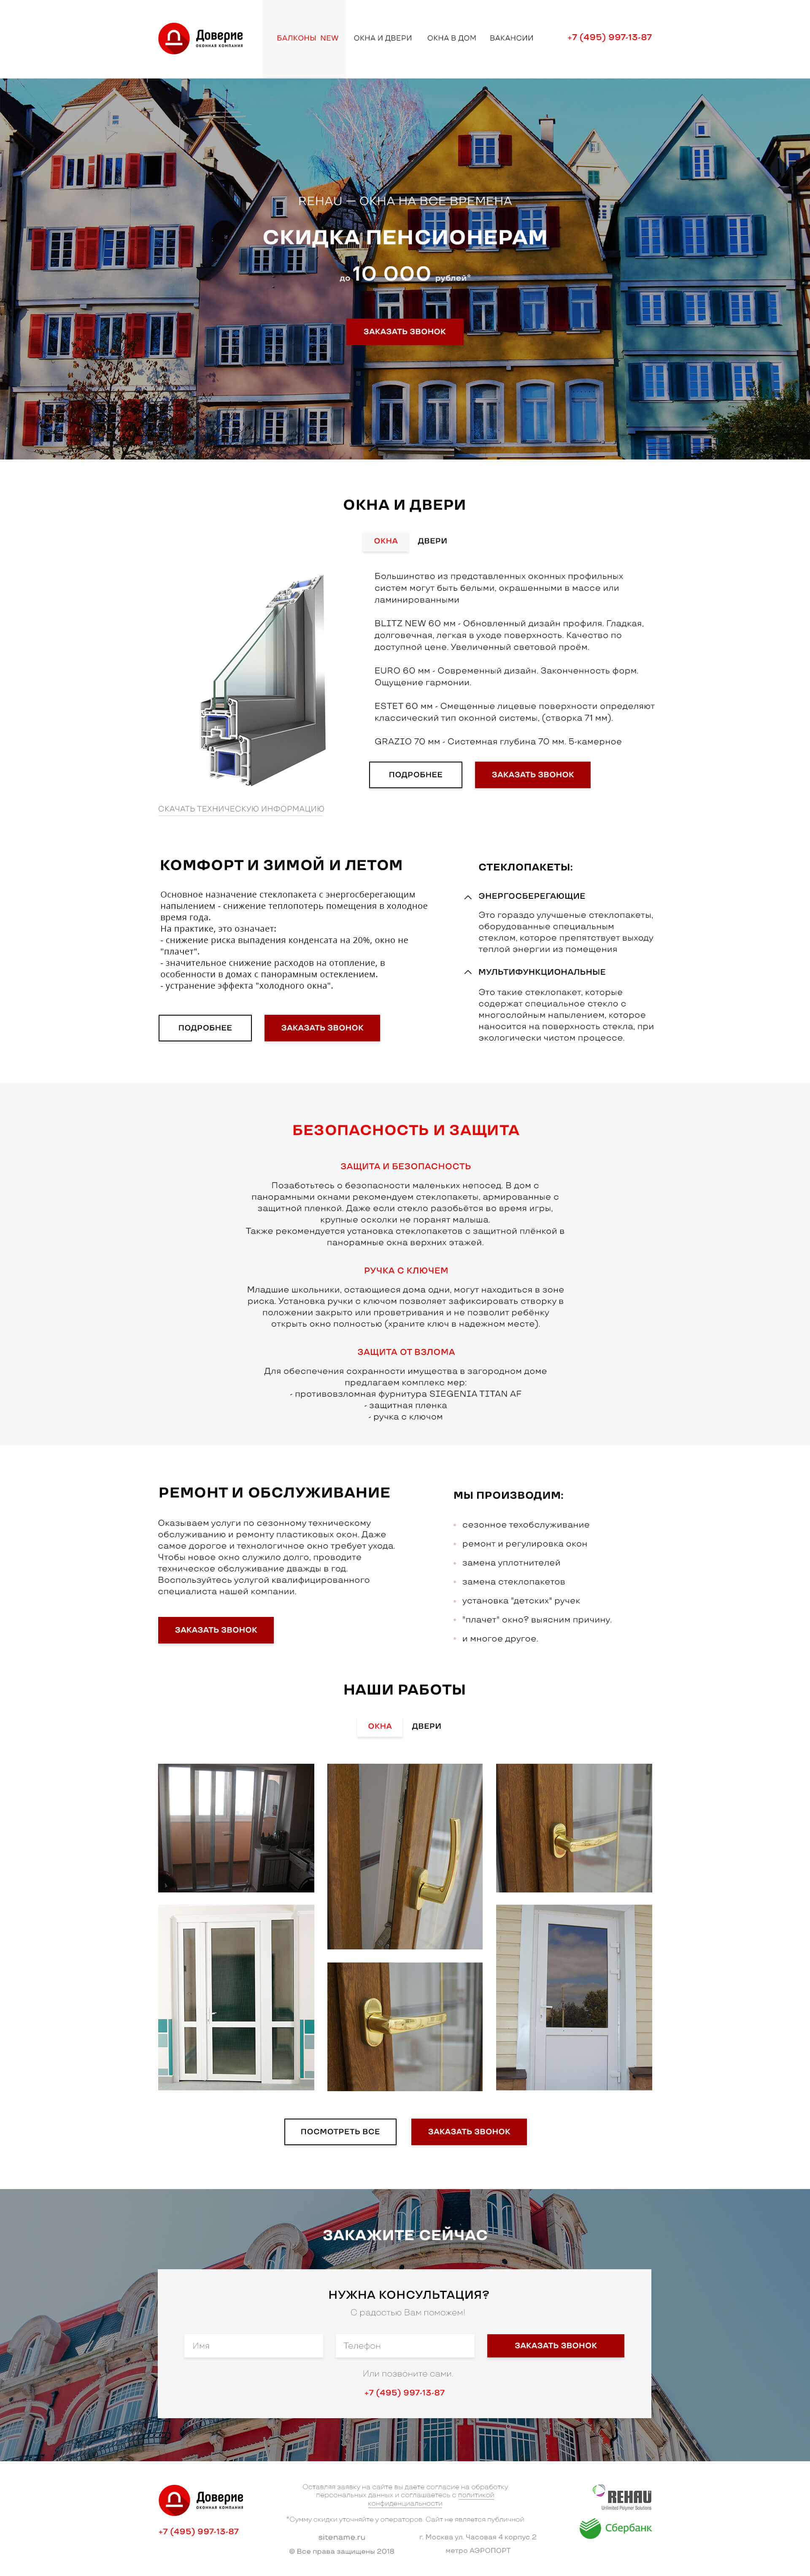 Доверие
ОКОННАЯ КОМПАНИЯ
БАЛКОНЫ NEW
ОКНА И ДВЕРИ
ОКНА В ДОМ
ВАКАНСИИ
+7 (495) 997-13-87
REHAU — ОКНА НА ВСЕ ВРЕМЕНА
СКИДКА ПЕНСИОНЕРАМ
до 10 000 рублей*
ЗАКАЗАТЬ ЗВОНОК
ОКНА И ДВЕРИ
ОКНА ДВЕРИ
Большинство из представленных оконных профильных
систем могут быть белыми, окрашенными в массе или
ламинированными
BLITZ NEW 60 мм - Обновленный дизайн профиля. Гладкая,
долговечная, легкая в уходе поверхность. Качество по
доступной цене. Увеличенный световой проём.
EURO 60 мм - Современный дизайн. Законченность форм.
Ощущение гармонии.
ESTET 60 мм - Смещенные лицевые поверхности определяют
классический тип оконной системы, (створка 71 мм).
GRAZIO 70 мм - Системная глубина 70 мм. 5-камерное
ПОДРОБНЕЕ
ЗАКАЗАТЬ ЗВОНОК
СКАЧАТЬ ТЕХНИЧЕСКУЮ ИНФОРМАЦИЮ
КОМФОРТ И ЗИМОЙ И ЛЕТОМ
Основное назначение стеклопакета с энергосберегающим
напылением - снижение теплопотерь помещения в холодное
время года.
На практике, это означает:
- снижение риска выпадения конденсата на 20%, окно не
"плачет".
- значительное снижение расходов на отопление, в
особенности в домах с панорамным остеклением.
- устранение эффекта "холодного окна".
ПОДРОБНЕЕ
ЗАКАЗАТЬ ЗВОНОК
СТЕКЛОПАКЕТЫ:
ЭНЕРГОСБЕРЕГАЮЩИЕ
Это гораздо улучшеные стеклопакеты,
оборудованные специальным
стеклом, которое препятствует выходу
теплой энергии из помещения
МУЛЬТИФУНКЦИОНАЛЬНЫЕ
Это такие стеклопакет, которые
содержат специальное стекло с
многослойным напылением, которое
наносится на поверхность стекла, при
экологически чистом процессе.
БЕЗОПАСНОСТЬ И ЗАЩИТА
ЗАЩИТА И БЕЗОПАСНОСТЬ
Позаботьтесь о безопасности маленьких непосед. В дом с
панорамными окнами рекомендуем стеклопакеты, армированные с
защитной пленкой. Даже если стекло разобьётся во время игры,
крупные осколки не поранят малыша.
Также рекомендуется установка стеклопакетов с защитной плёнкой в
панорамные окна верхних этажей.
РУЧКА С КЛЮЧЕМ
Младшие школьники, остающиеся дома одни, могут находиться в зоне
риска. Установка ручки с ключом позволяет зафиксировать створку в
положении закрыто или проветривания и не позволит ребёнку
открыть окно полностью (храните ключ в надежном месте).
ЗАЩИТА ОТ ВЗЛОМА
Для обеспечения сохранности имущества в загородном доме
предлагаем комплекс мер:
- противовзломная фурнитура SIEGENIA TITAN AF
- защитная пленка
- ручка с ключом
РЕМОНТ И ОБСЛУЖИВАНИЕ
Оказываем услуги по сезонному техническому
обслуживанию и ремонту пластиковых окон. Даже
самое дорогое и технологичное окно требует ухода.
Чтобы новое окно служило долго, проводите
техническое обслуживание дважды в год.
Воспользуйтесь услугой квалифицированного
специалиста нашей компании.
ЗАКАЗАТЬ ЗВОНОК
МЫ ПРОИЗВОДИМ:
сезонное техобслуживание
ремонт и регулировка окон
замена уплотнителей
замена стеклопакетов
установка "детских" ручек
"плачет" окно? выясним причину.
и многое другое.
НАШИ РАБОТЫ
ОКНА ДВЕРИ
ПОСМОТРЕТЬ ВСЕ
ЗАКАЗАТЬ ЗВОНОК
ЗАКАЖИТЕ СЕЙЧАС
НУЖНА КОНСУЛЬТАЦИЯ?
С радостью Вам поможем!
Имя
Телефон
ЗАКАЗАТЬ ЗВОНОК
Или позвоните сами.
+7 (495) 997-13-87
Доверие
ОКОННАЯ КОМПАНИЯ
+7 (495) 997-13-87
Оставляя заявку на сайте вы даете согласие на обработку
персональных данных и соглашаетесь с политикой
конфиденциальности
*Сумму скидки уточняйте у операторов. Сайт не является публичной
sitename.ru
© Все права защищены 2018
г. Москва ул. Часовая 4 корпус 2
метро АЭРОПОРТ
REHAU
Unlimited Polymer Solutions
Сбербанк